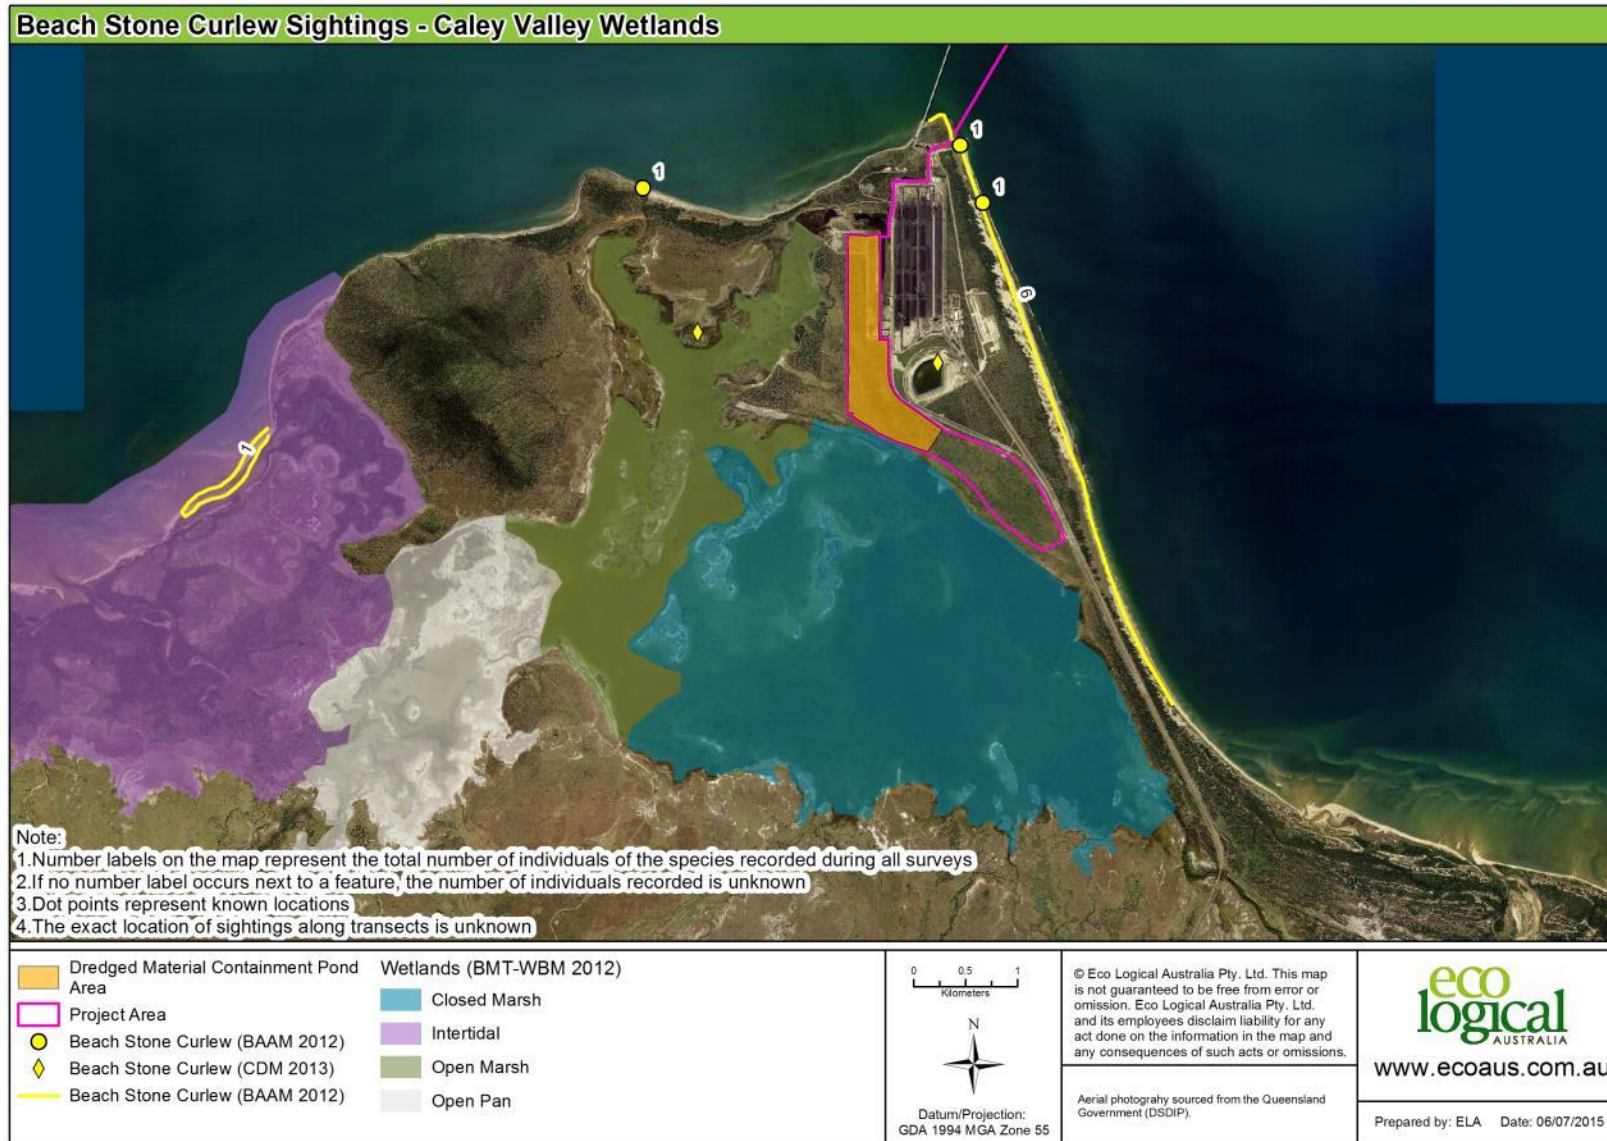 Beach Stone Curlew Sightings - Caley Valley Wetlands
1
1
1
6
1
Note:
1.Number labels on the map represent the total number of individuals of the species recorded during all surveys
2.If no number label occurs next to a feature, the number of individuals recorded is unknown
3.Dot points represent known locations
4.The exact location of sightings along transects is unknown
Dredged Material Containment Pond
Area
Project Area
Beach Stone Curlew (BAAM 2012)
Beach Stone Curlew (CDM 2013)
Beach Stone Curlew (BAAM 2012)
Wetlands (BMT-WBM 2012)
Closed Marsh
Intertidal
Open Marsh
Open Pan
0 0.5 1
Kilometers
N
Datum/Projection:
GDA 1994 MGA Zone 55
© Eco Logical Australia Pty. Ltd. This map
is not guaranteed to be free from error or
omission. Eco Logical Australia Pty. Ltd.
and its employees disclaim liability for any
act done on the information in the map and
any consequences of such acts or omissions.
Aerial photograhy sourced from the Queensland
Government (DSDIP).
eco
logical
AUSTRALIA
www.ecoaus.com.au
Prepared by: ELA Date: 06/07/2015